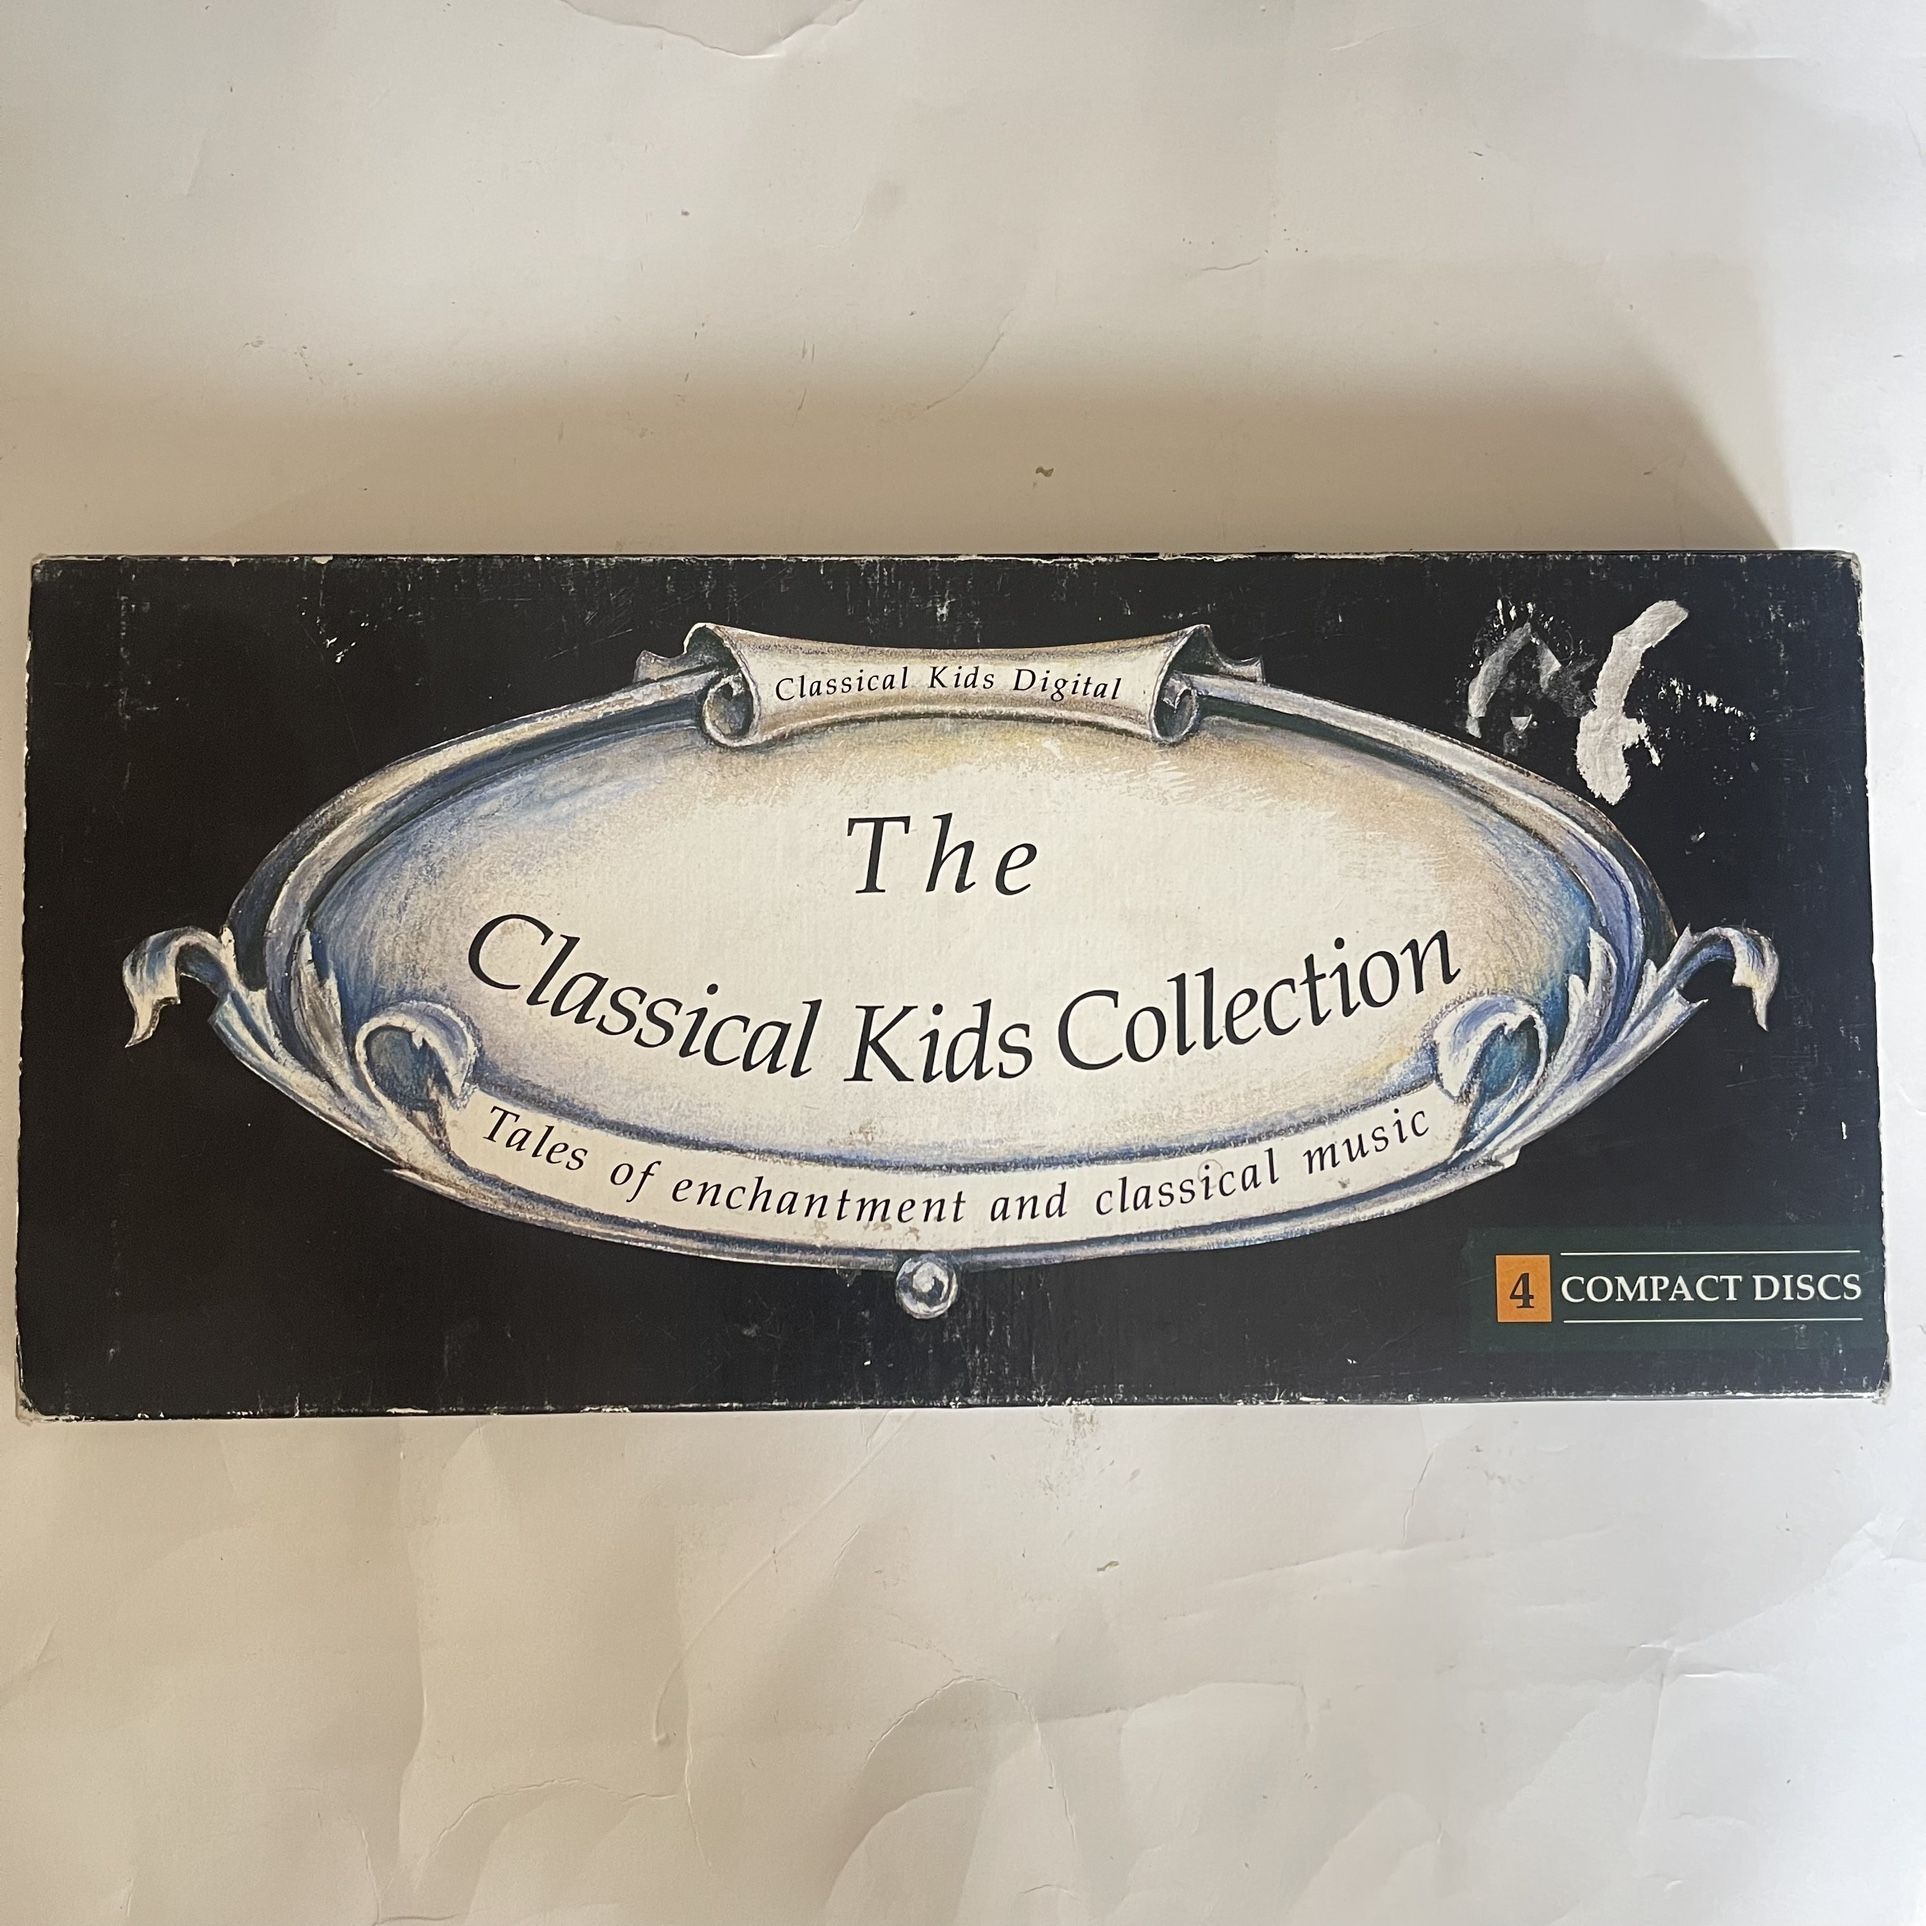 Classical Kids Digital
The
Classical Kids Collection
Tales of enchantment and classical music
4 COMPACT DISCS